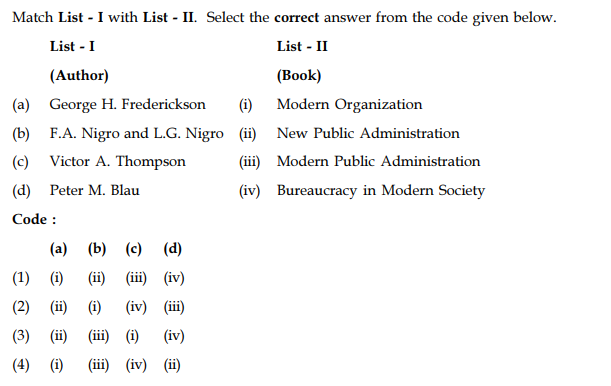 Match List - I with List - II. Select the correct answer from the code given below.
List - I List - II
(Author) (Book)
(a) George H. Frederickson (i) Modern Organization
(b) F.A. Nigro and L.G. Nigro (ii) New Public Administration
(c) Victor A. Thompson (iii) Modern Public Administration
(d) Peter M. Blau (iv) Bureaucracy in Modern Society
Code :
(a) (b) (c) (d)
(1) (i) (ii) (iii) (iv)
(2) (ii) (i) (iv) (iii)
(3) (ii) (iii) (i) (iv)
(4) (i) (iii) (iv) (ii)